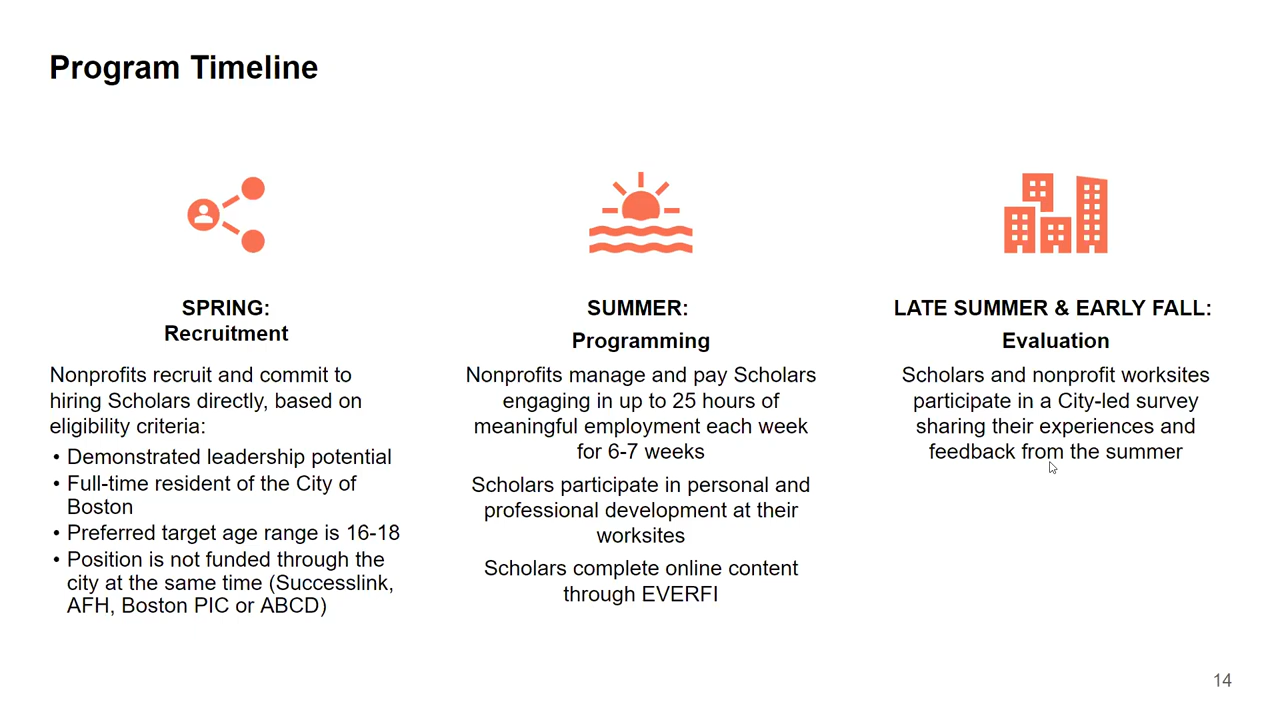 Program Timeline
SPRING:
Recruitment
Nonprofits recruit and commit to
hiring Scholars directly, based on
eligibility criteria:
• Demonstrated leadership potential
• Full-time resident of the City of
Boston
• Preferred target age range is 16-18
• Position is not funded through the
city at the same time (Successlink,
AFH, Boston PIC or ABCD)
SUMMER:
Programming
Nonprofits manage and pay Scholars
engaging in up to 25 hours of
meaningful employment each week
for 6-7 weeks
Scholars participate in personal and
professional development at their
worksites
Scholars complete online content
through EVERFI
LATE SUMMER & EARLY FALL:
Evaluation
Scholars and nonprofit worksites
participate in a City-led survey
sharing their experiences and
feedback from the summer
14